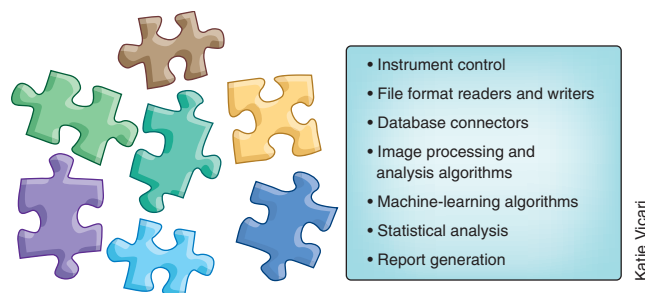 • Instrument control
• File format readers and writers
• Database connectors
• Image processing and
analysis algorithms
• Machine-learning algorithms
• Statistical analysis
• Report generation
Katie Vicari